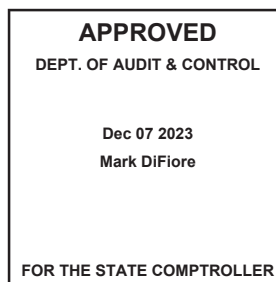 APPROVED
DEPT. OF AUDIT & CONTROL
Dec 07 2023
Mark DiFiore
FOR THE STATE COMPTROLLER